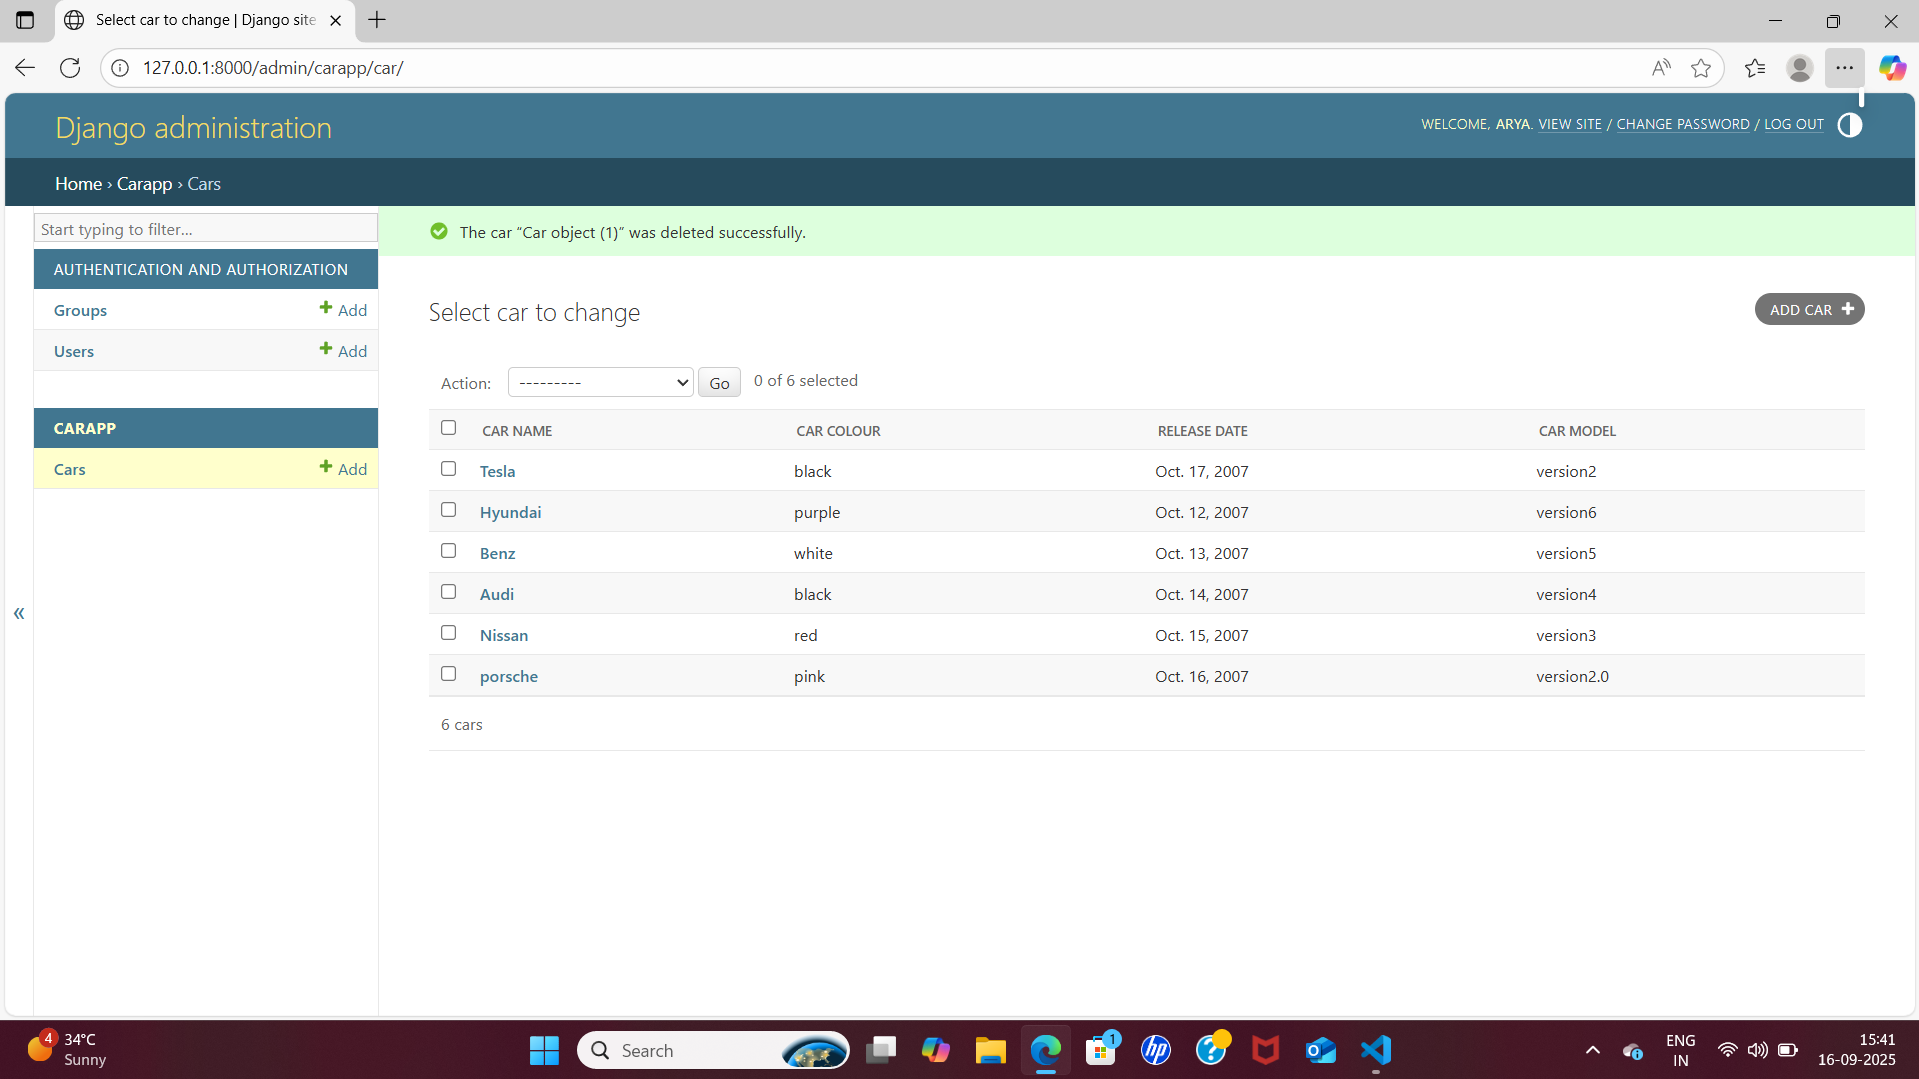 Select car to change | Django site
127.0.0.1:8000/admin/carapp/car/
Django administration
WELCOME, ARYA. VIEW SITE / CHANGE PASSWORD / LOG OUT
Home › Carapp › Cars
Start typing to filter...
The car “Car object (1)” was deleted successfully.
AUTHENTICATION AND AUTHORIZATION
Groups Add
Users Add
CARAPP
Cars Add
Select car to change
ADD CAR
Action: --------- Go 0 of 6 selected
CAR NAME CAR COLOUR RELEASE DATE CAR MODEL
Tesla black Oct. 17, 2007 version2
Hyundai purple Oct. 12, 2007 version6
Benz white Oct. 13, 2007 version5
Audi black Oct. 14, 2007 version4
Nissan red Oct. 15, 2007 version3
porsche pink Oct. 16, 2007 version2.0
6 cars
«
4
34°C
Sunny
Search
1
hp
ENG
IN
15:41
16-09-2025